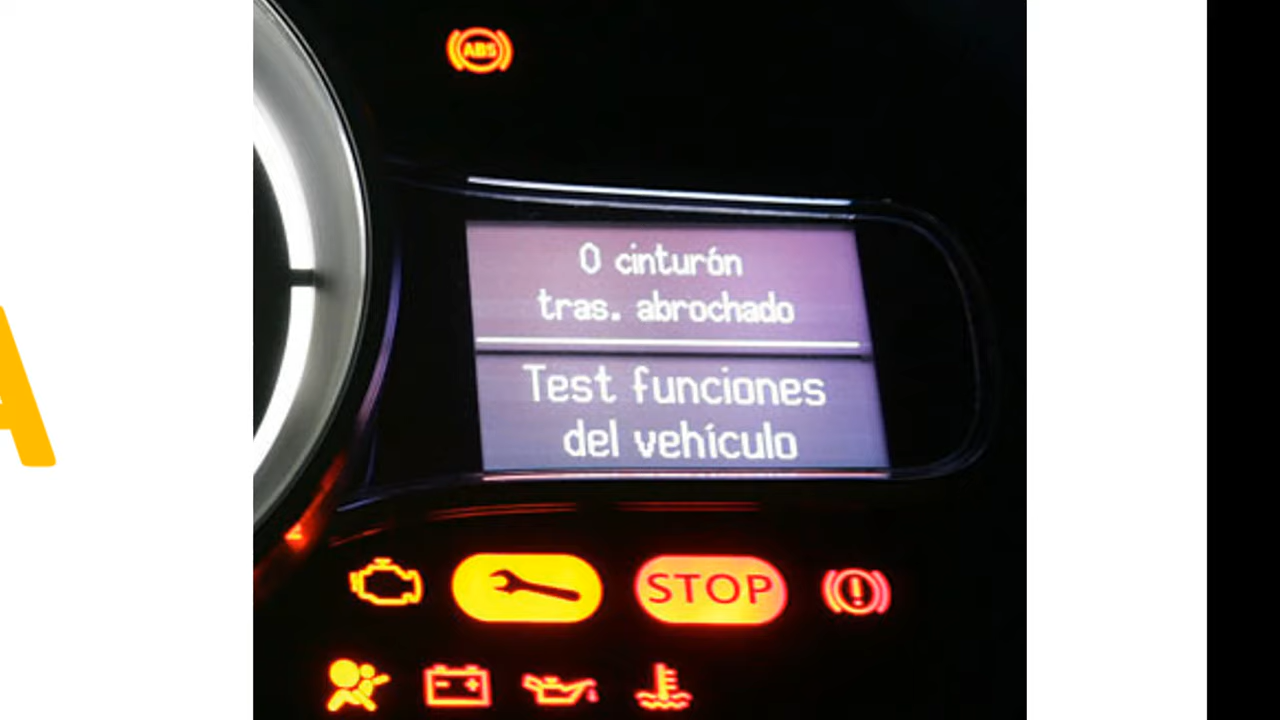 A
ABS
0 cinturón
tras. abrochado
Test funciones
del vehículo
STOP